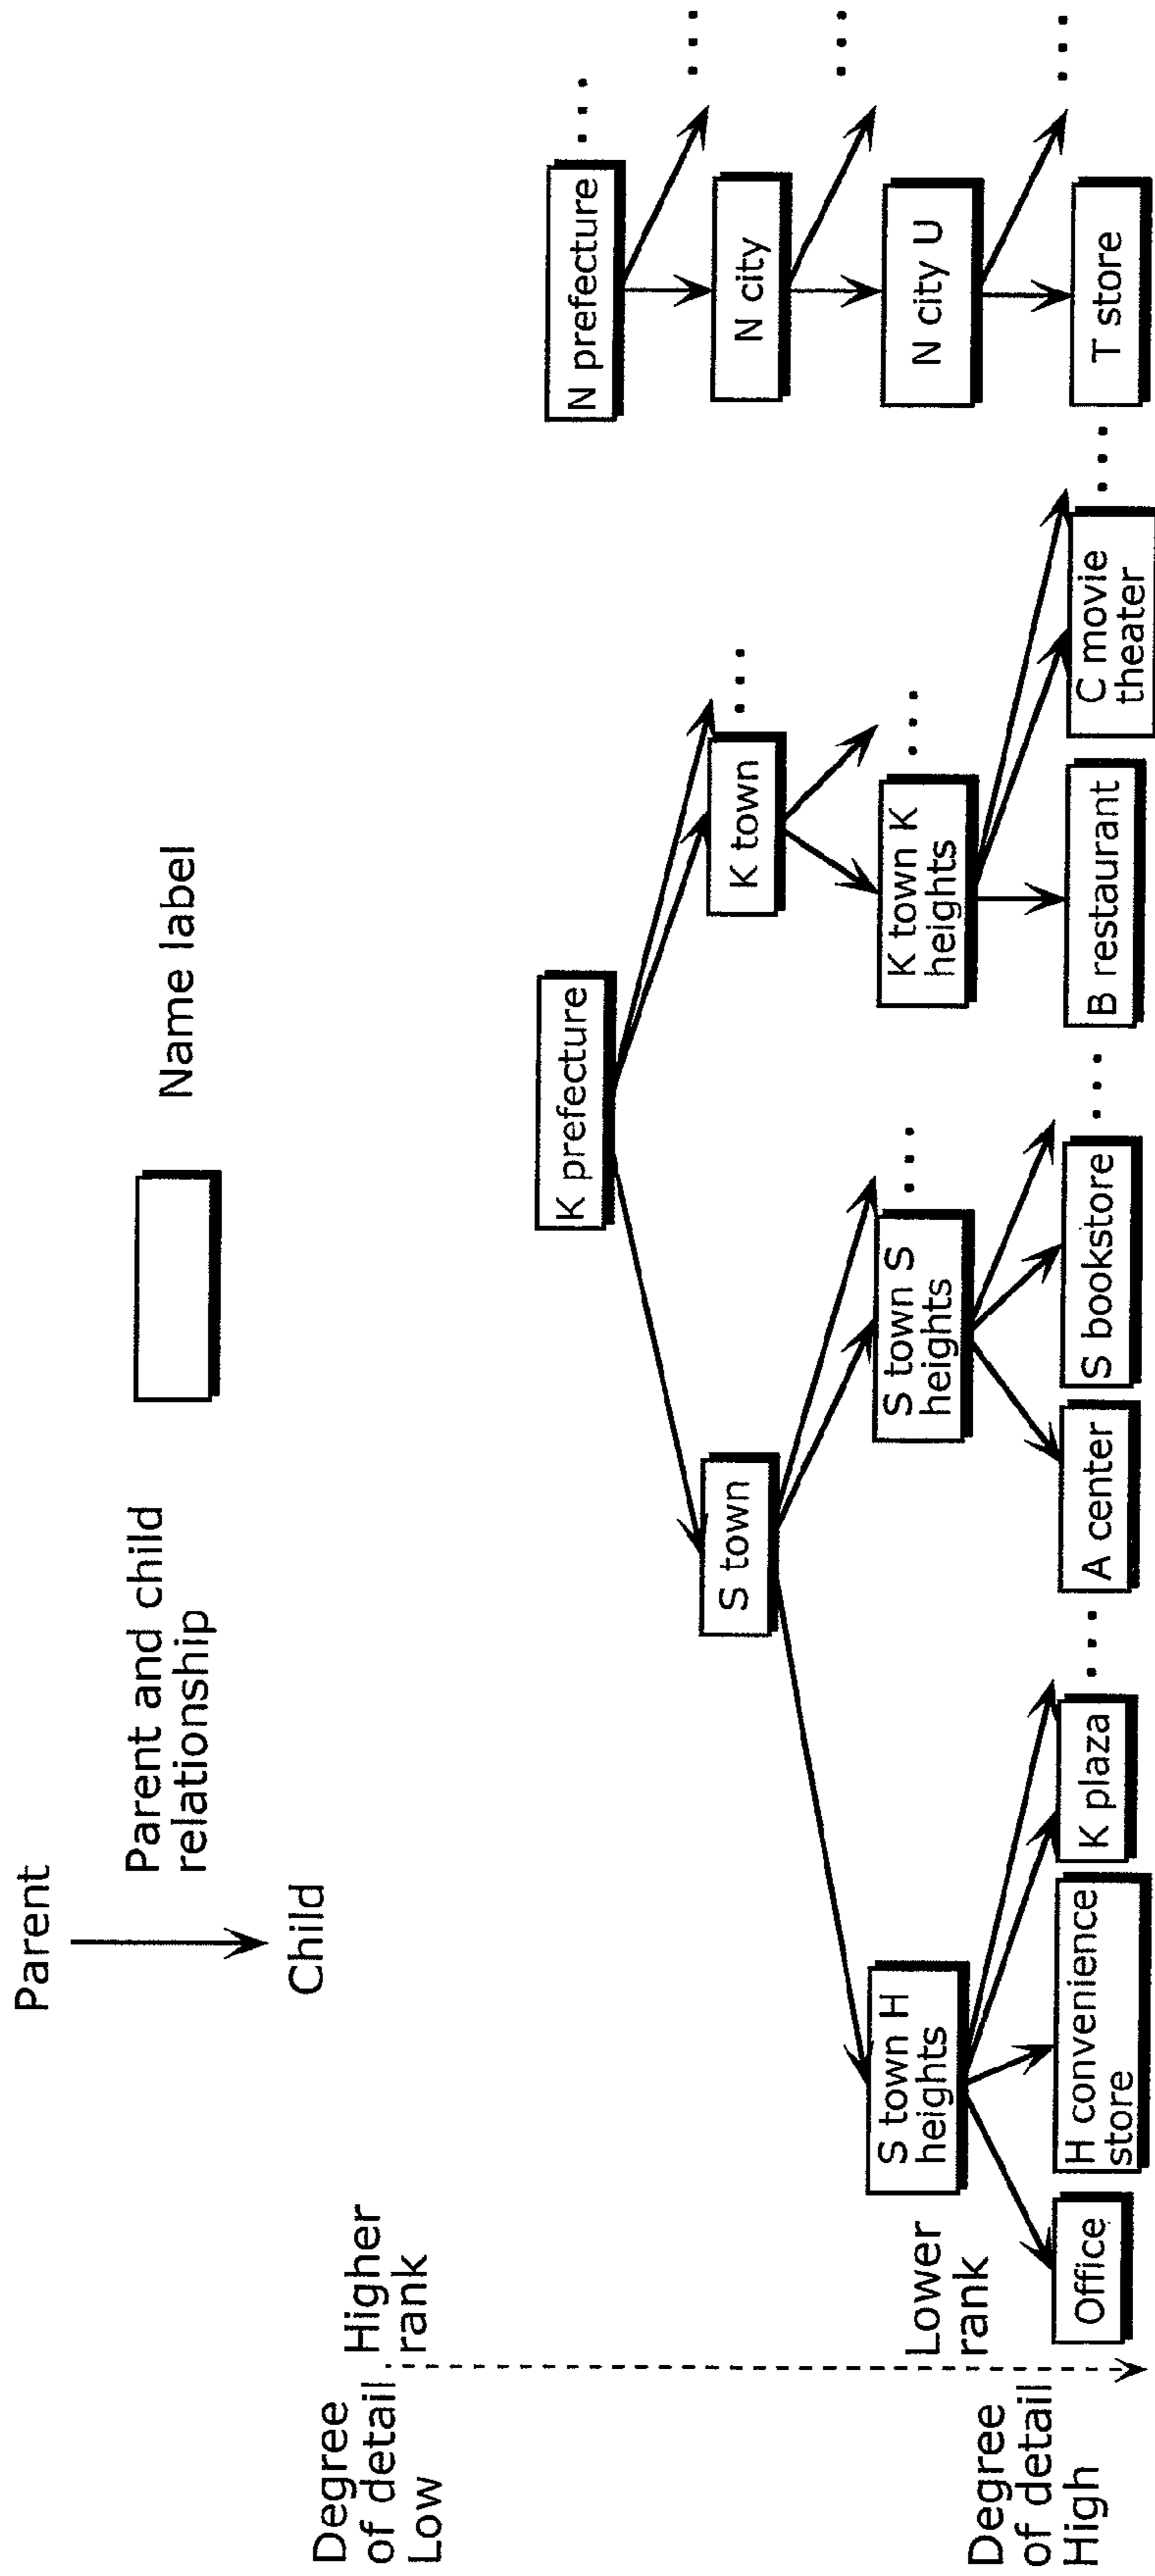 Parent
Parent and child
relationship
Name label
Child
Degree
of detail
Low
Higher
rank
K prefecture
N prefecture
...
S town
K town
...
N city
...
S town H
heights
S town S
heights
...
K town K
heights
...
N city U
...
Lower
rank
Degree
of detail
High
Office
H convenience
store
K plaza
...
A center
S bookstore
...
B restaurant
C movie
theater
...
T store
...